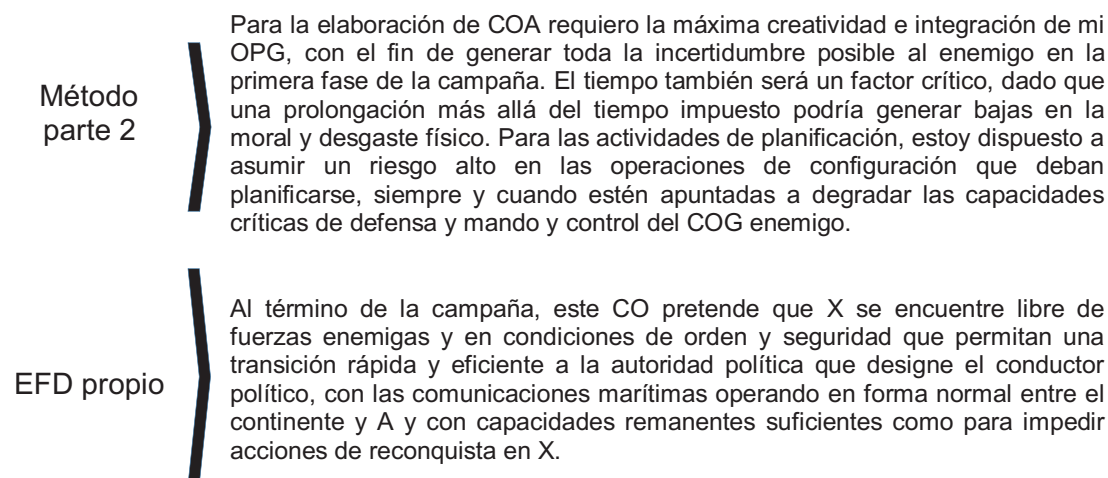 Método
parte 2
Para la elaboración de COA requiero la máxima creatividad e integración de mi
OPG, con el fin de generar toda la incertidumbre posible al enemigo en la
primera fase de la campaña. El tiempo también será un factor crítico, dado que
una prolongación más allá del tiempo impuesto podría generar bajas en la
moral y desgaste físico. Para las actividades de planificación, estoy dispuesto a
asumir un riesgo alto en las operaciones de configuración que deban
planificarse, siempre y cuando estén apuntadas a degradar las capacidades
críticas de defensa y mando y control del COG enemigo.
EFD propio
Al término de la campaña, este CO pretende que X se encuentre libre de
fuerzas enemigas y en condiciones de orden y seguridad que permitan una
transición rápida y eficiente a la autoridad política que designe el conductor
político, con las comunicaciones marítimas operando en forma normal entre el
continente y A y con capacidades remanentes suficientes como para impedir
acciones de reconquista en X.